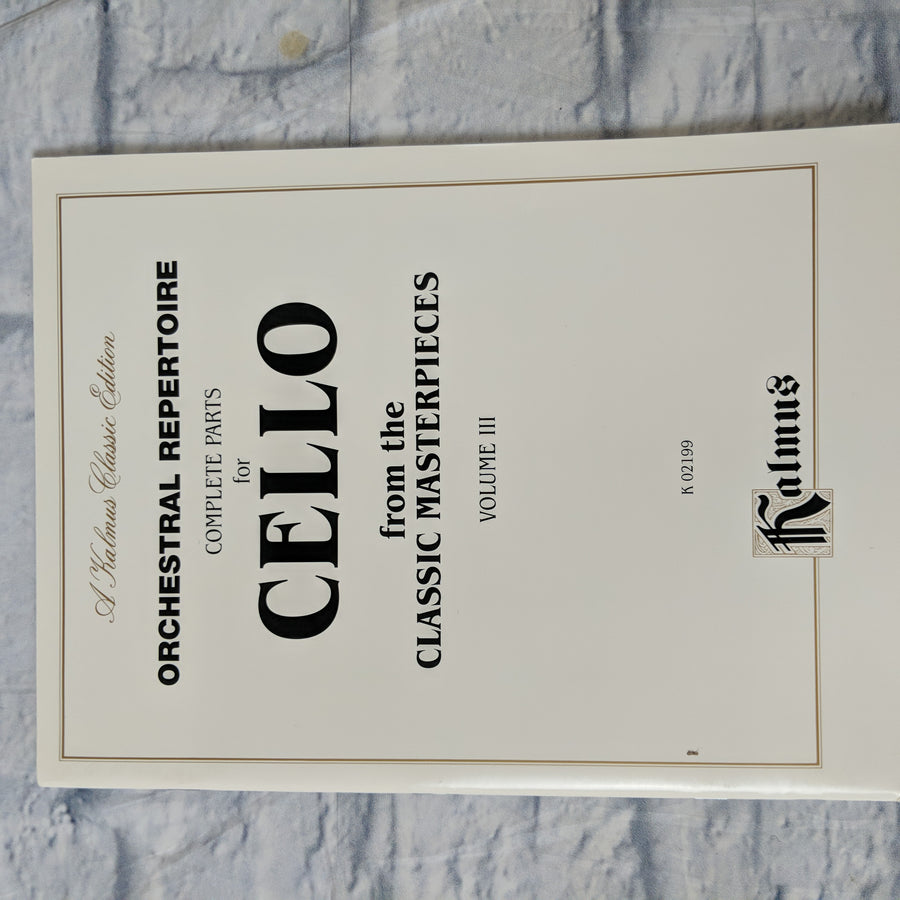 A Kalmus Classic Edition
ORCHESTRAL REPERTOIRE
COMPLETE PARTS
for
CELLO
from the
CLASSIC MASTERPIECES
VOLUME III
K 02199
Kalmus